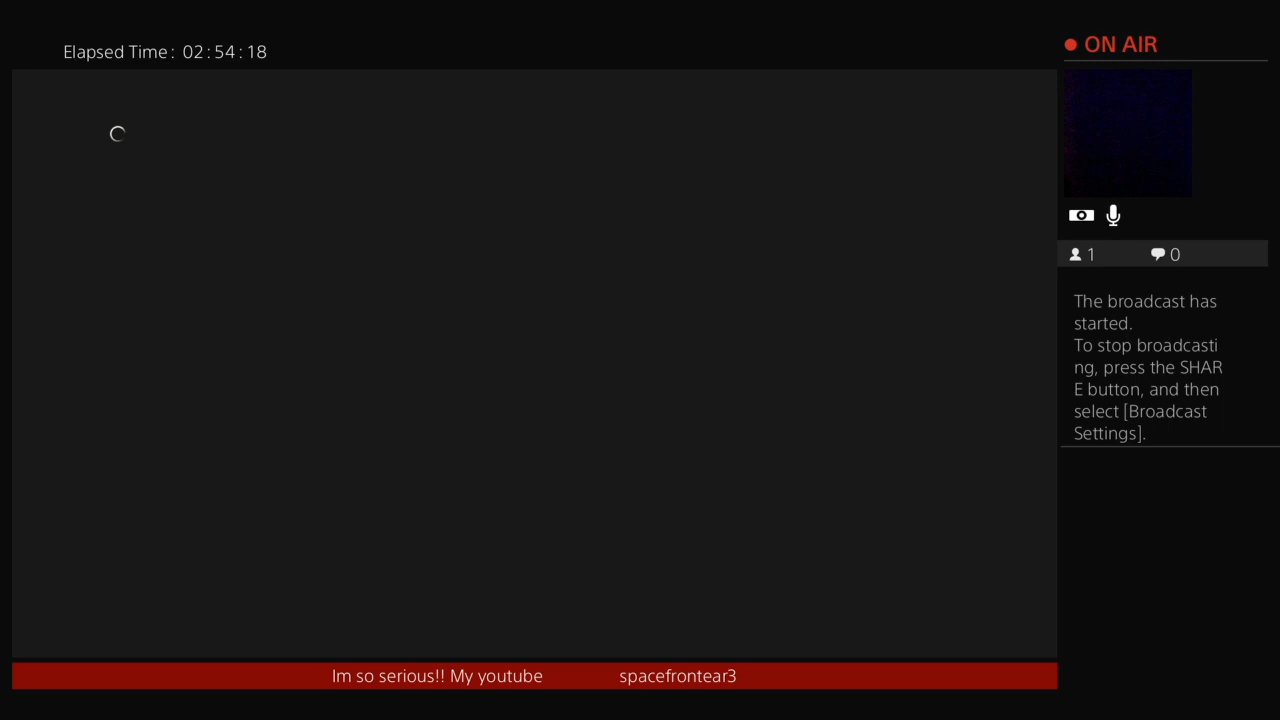 Elapsed Time: 02:54:18
ON AIR
1 0
The broadcast has
started.
To stop broadcasti
ng, press the SHAR
E button, and then
select [Broadcast
Settings].
Im so serious!! My youtube spacefrontear3